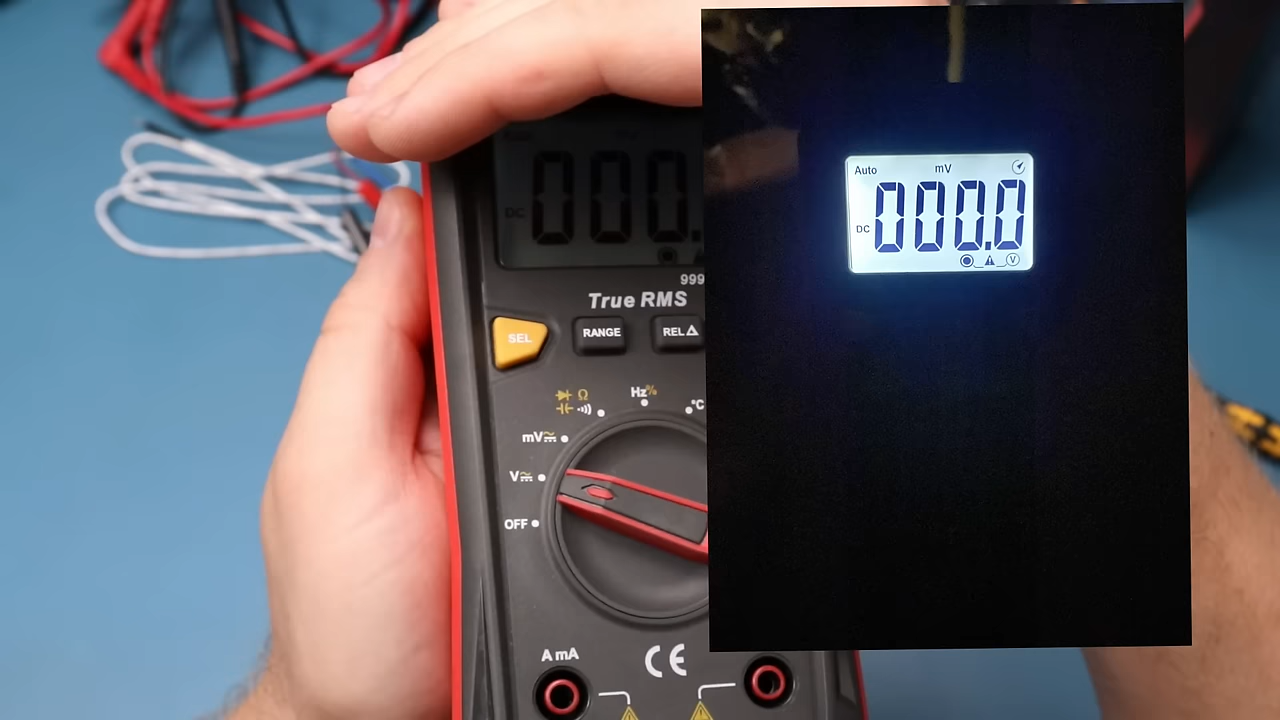 DC 000.
999
True RMS
SEL RANGE REL△
Ω Hz% °C
mV
V
OFF
A mA
CE
Auto mV
DC 000.0
V